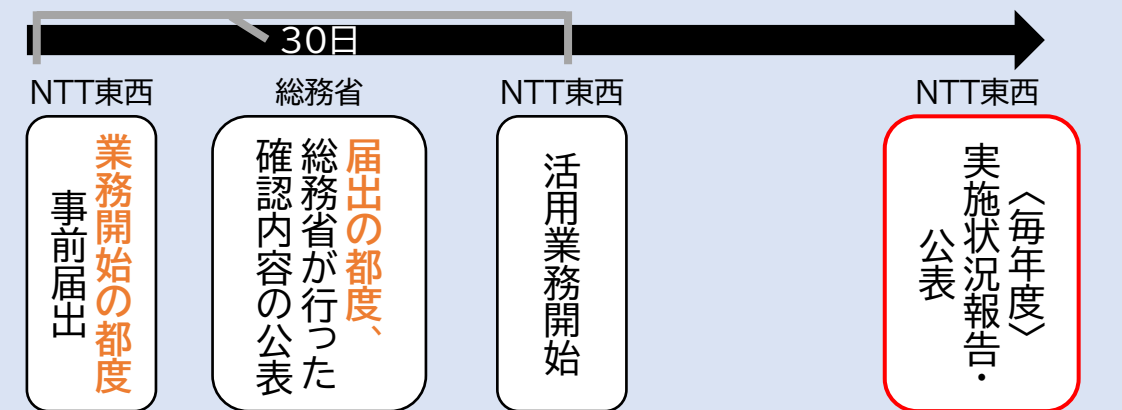 30日
NTT東西
業務開始の都度
事前届出
総務省
届出の都度、
総務省が行った
確認内容の公表
NTT東西
活用業務開始
NTT東西
〈毎年度〉
実施状況報告・
公表